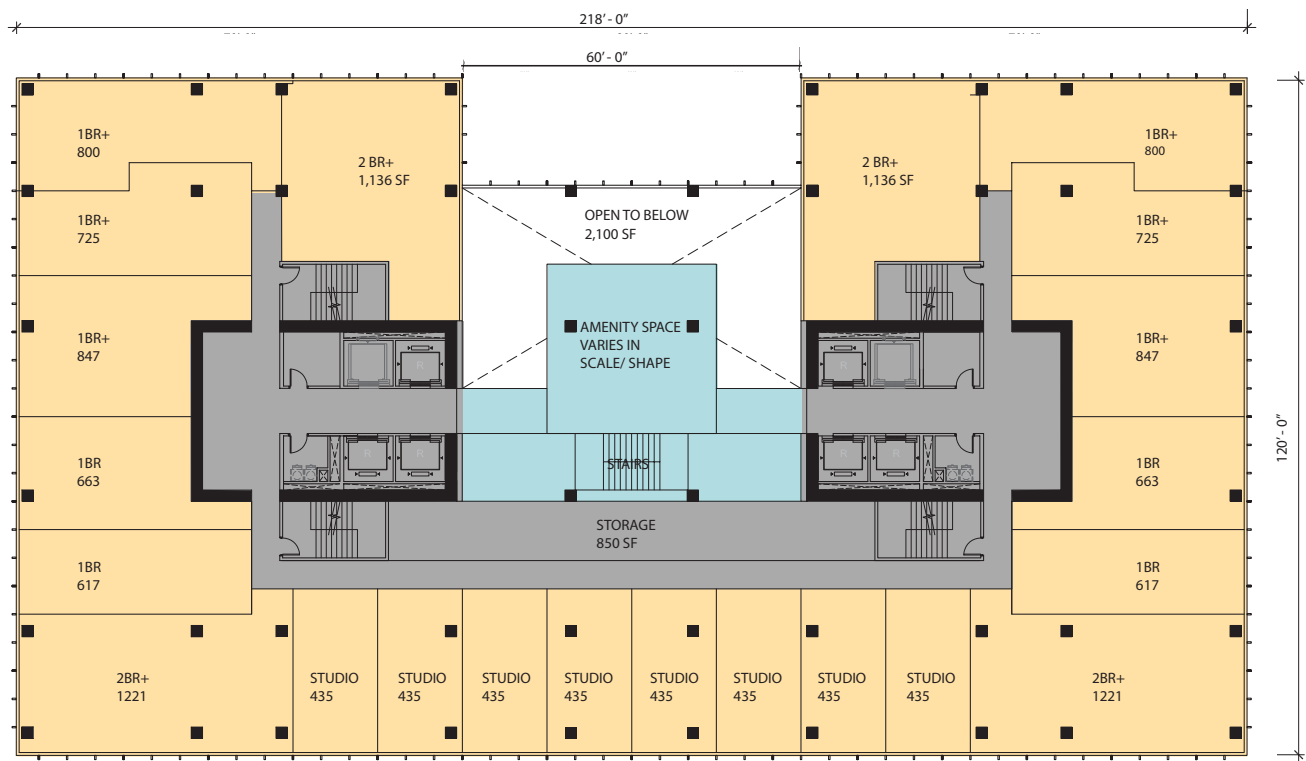 218' - 0"
60' - 0"
1BR+
800
2 BR+
1,136 SF
2 BR+
1,136 SF
1BR+
800
OPEN TO BELOW
2,100 SF
1BR+
725
1BR+
725
AMENITY SPACE
VARIES IN
SCALE/ SHAPE
1BR+
847
1BR+
847
R
R
120' - 0"
R
R
R
R
STAIRS
1BR
663
1BR
663
STORAGE
850 SF
1BR
617
1BR
617
2BR+
1221
STUDIO
435
STUDIO
435
STUDIO
435
STUDIO
435
STUDIO
435
STUDIO
435
STUDIO
435
STUDIO
435
2BR+
1221